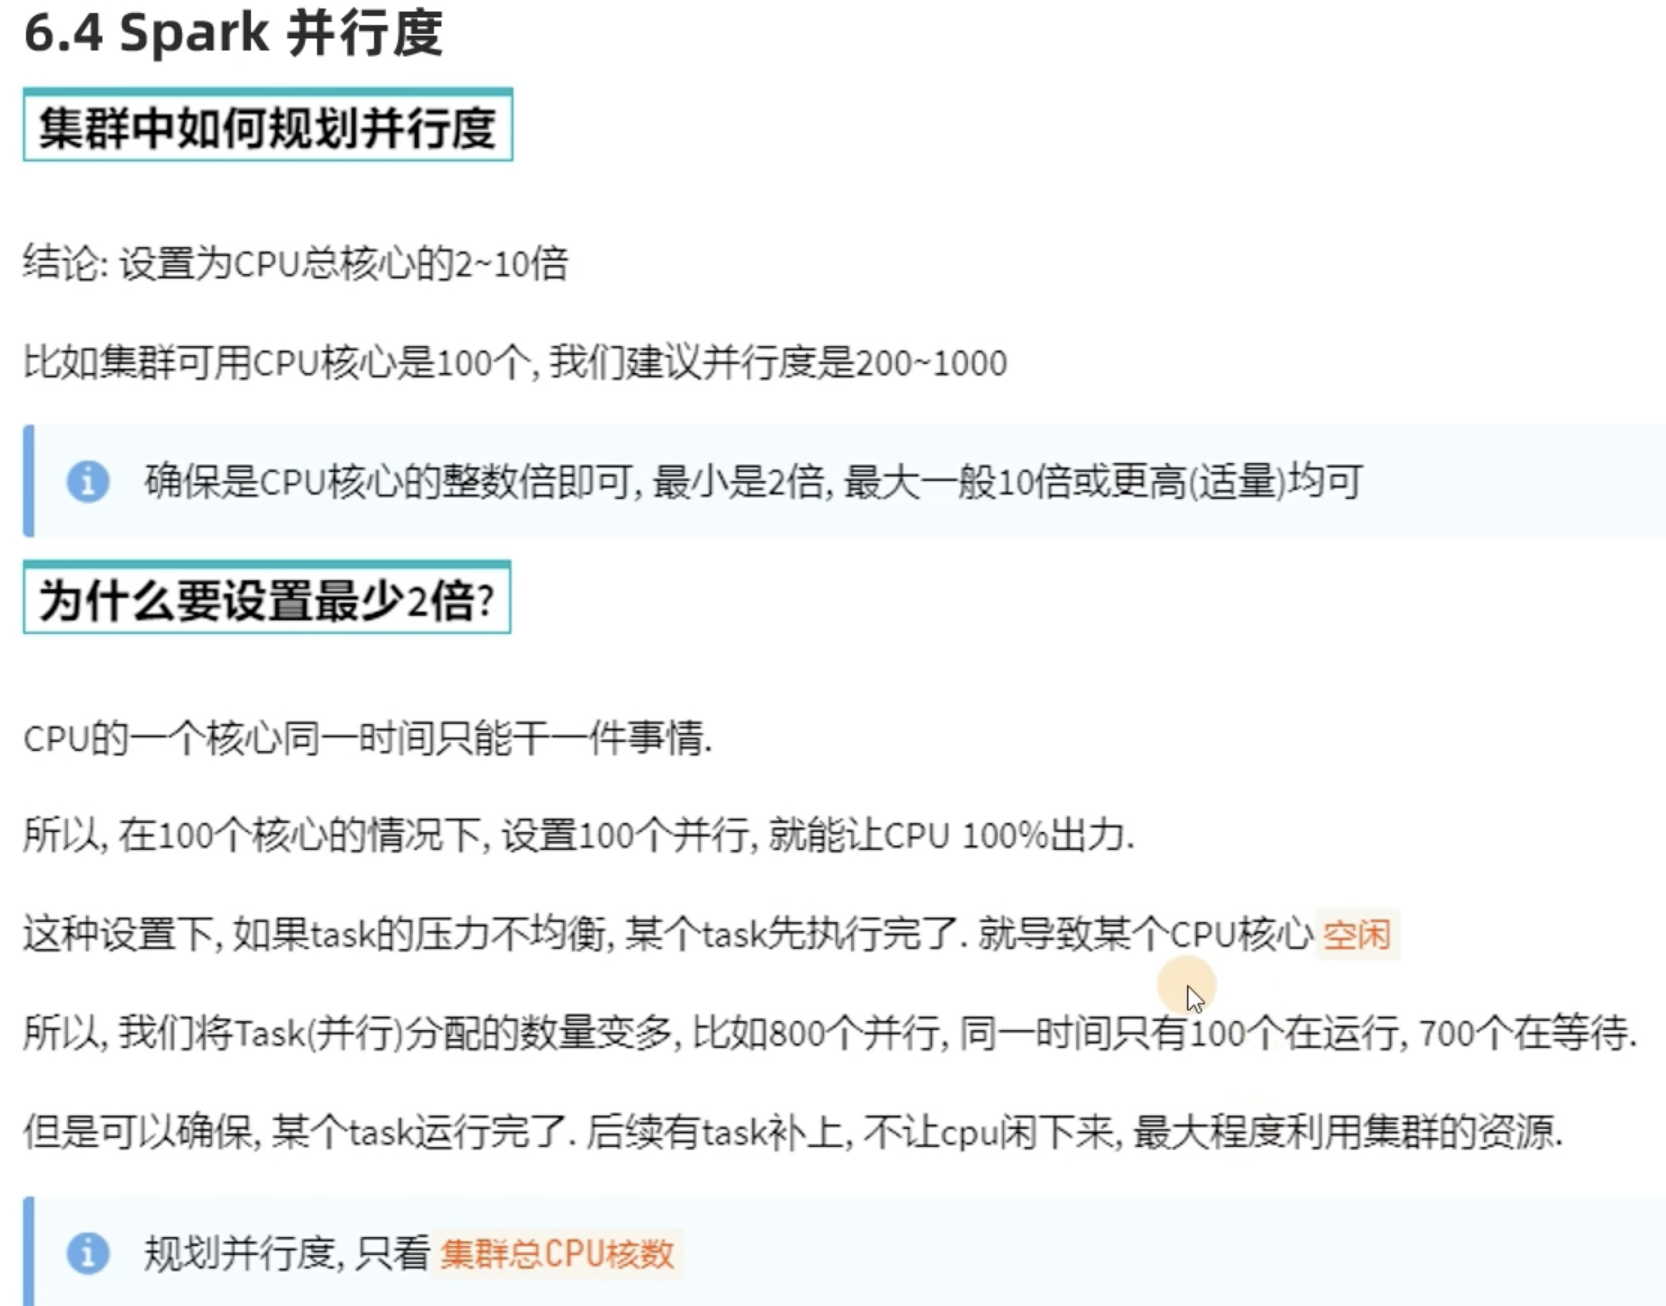 6.4 Spark 并行度
集群中如何规划并行度
结论: 设置为CPU总核心的2~10倍
比如集群可用CPU核心是100个, 我们建议并行度是200~1000
确保是CPU核心的整数倍即可, 最小是2倍, 最大一般10倍或更高(适量)均可
为什么要设置最少2倍?
CPU的一个核心同一时间只能干一件事情.
所以, 在100个核心的情况下, 设置100个并行, 就能让CPU 100%出力.
这种设置下, 如果task的压力不均衡, 某个task先执行完了. 就导致某个CPU核心 空闲
所以, 我们将Task(并行)分配的数量变多, 比如800个并行, 同一时间只有100个在运行, 700个在等待.
但是可以确保, 某个task运行完了. 后续有task补上, 不让cpu闲下来, 最大程度利用集群的资源.
规划并行度, 只看 集群总CPU核数